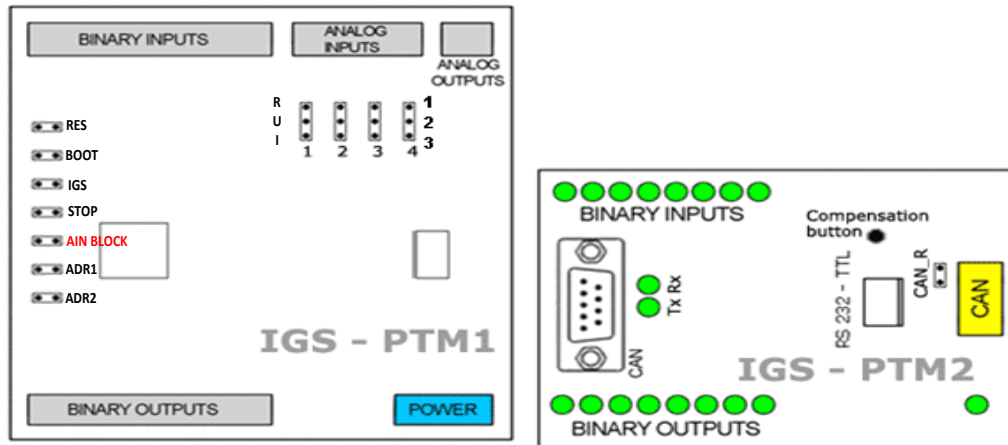 BINARY INPUTS
ANALOG
INPUTS
ANALOG
OUTPUTS
R
U
I
1
2
3
1 2 3 4
RES
BOOT
IGS
STOP
AIN BLOCK
ADR1
ADR2
IGS - PTM1
BINARY OUTPUTS
POWER
BINARY INPUTS
Compensation
button
Tx Rx
CAN
RS 232 - TTL
CAN_R
CAN
IGS - PTM2
BINARY OUTPUTS